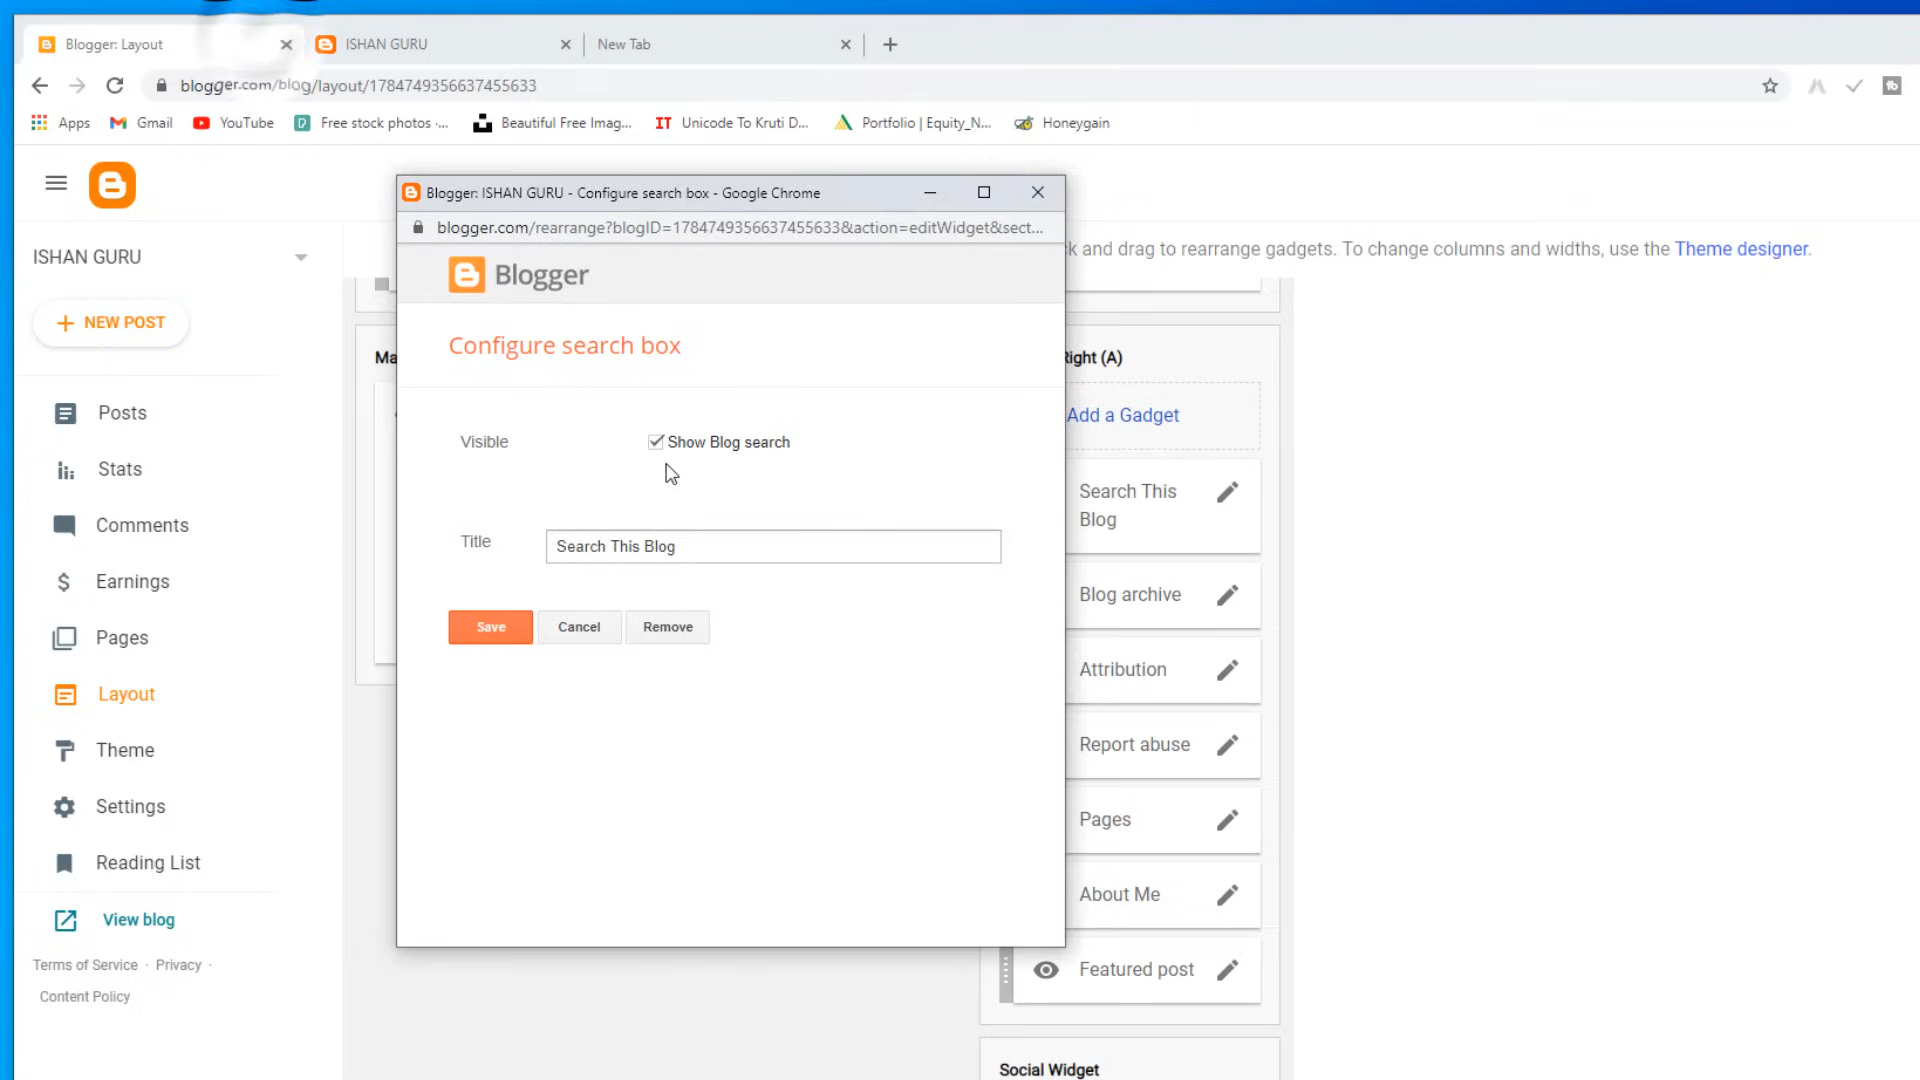 Blogger: Layout
ISHAN GURU
New Tab
blogger.com/blog/layout/1784749356637455633
Apps
Gmail
YouTube
Free stock photos ·...
Beautiful Free Imag...
IT Unicode To Kruti D...
Portfolio | Equity_N...
Honeygain
Blogger: ISHAN GURU - Configure search box - Google Chrome
blogger.com/rearrange?blogID=1784749356637455633&action=editWidget&sect...
Blogger
Configure search box
Visible
Show Blog search
Title
Search This Blog
Save
Cancel
Remove
ISHAN GURU
NEW POST
Posts
Stats
Comments
Earnings
Pages
Layout
Theme
Settings
Reading List
View blog
Terms of Service · Privacy ·
Content Policy
and drag to rearrange gadgets. To change columns and widths, use the Theme designer.
Right (A)
Add a Gadget
Search This
Blog
Blog archive
Attribution
Report abuse
Pages
About Me
Featured post
Social Widget